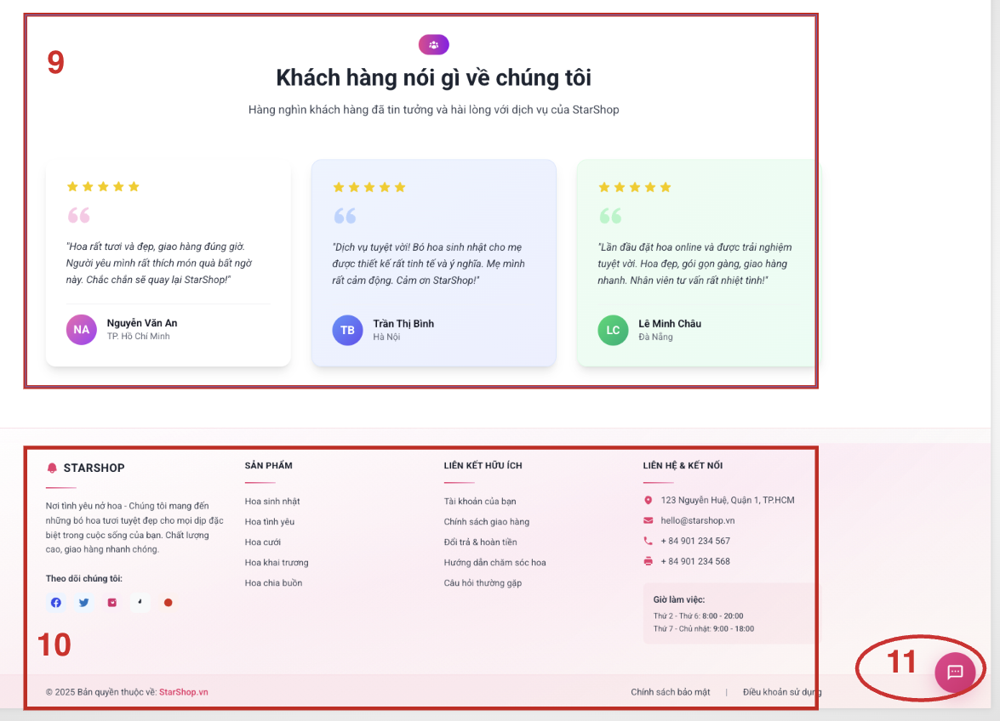 9
Khách hàng nói gì về chúng tôi
Hàng nghìn khách hàng đã tin tưởng và hài lòng với dịch vụ của StarShop
"Hoa rất tươi và đẹp, giao hàng đúng giờ.
Người yêu mình rất thích món quà bất ngờ
này. Chắc chắn sẽ quay lại StarShop!"
NA
Nguyễn Văn An
TP. Hồ Chí Minh
"Dịch vụ tuyệt vời! Bó hoa sinh nhật cho mẹ
được thiết kế rất tinh tế và ý nghĩa. Mẹ mình
rất cảm động. Cảm ơn StarShop!"
TB
Trần Thị Bình
Hà Nội
"Lần đầu đặt hoa online và được trải nghiệm
tuyệt vời. Hoa đẹp, gói gọn gàng, giao hàng
nhanh. Nhân viên tư vấn rất nhiệt tình!"
LC
Lê Minh Châu
Đà Nẵng
STARSHOP
Nơi tình yêu nở hoa - Chúng tôi mang đến
những bó hoa tươi tuyệt đẹp cho mọi dịp đặc
biệt trong cuộc sống của bạn. Chất lượng
cao, giao hàng nhanh chóng.
Theo dõi chúng tôi:
10
SẢN PHẨM
Hoa sinh nhật
Hoa tình yêu
Hoa cưới
Hoa khai trương
Hoa chia buồn
LIÊN KẾT HỮU ÍCH
Tài khoản của bạn
Chính sách giao hàng
Đổi trả & hoàn tiền
Hướng dẫn chăm sóc hoa
Câu hỏi thường gặp
LIÊN HỆ & KẾT NỐI
123 Nguyễn Huệ, Quận 1, TP.HCM
hello@starshop.vn
+ 84 901 234 567
+ 84 901 234 568
Giờ làm việc:
Thứ 2 - Thứ 6: 8:00 - 20:00
Thứ 7 - Chủ nhật: 9:00 - 18:00
11
© 2025 Bản quyền thuộc về: StarShop.vn
Chính sách bảo mật | Điều khoản sử dụng